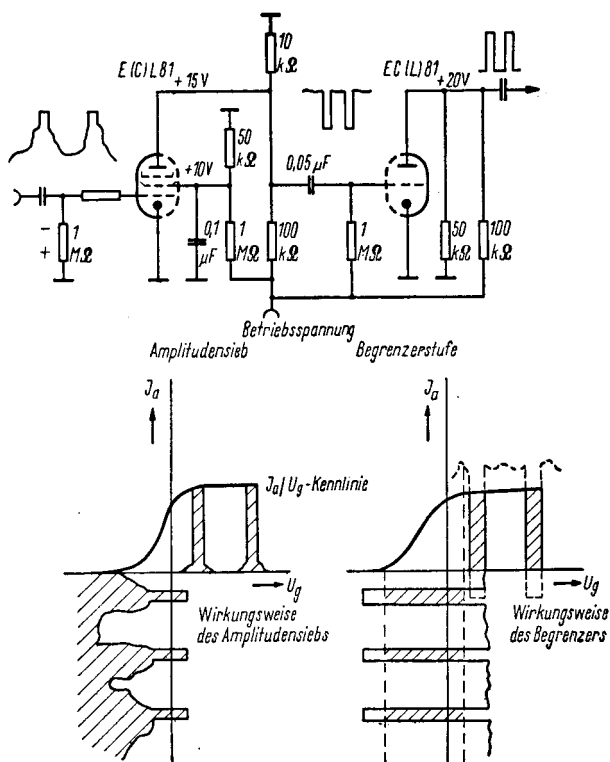 10
kΩ
E(C)L81
+15V
EC(L)81
+20V
50
kΩ
+10V
0,05 µF
1
MΩ
-
+
0,1
µF
1
MΩ
100
kΩ
1
MΩ
50
kΩ
100
kΩ
Betriebsspannung
Amplitudensieb
Begrenzerstufe
Ja
Ja
Ja/Ug-Kennlinie
Ug
Ug
Wirkungsweise
des Amplitudensiebs
Wirkungsweise
des Begrenzers